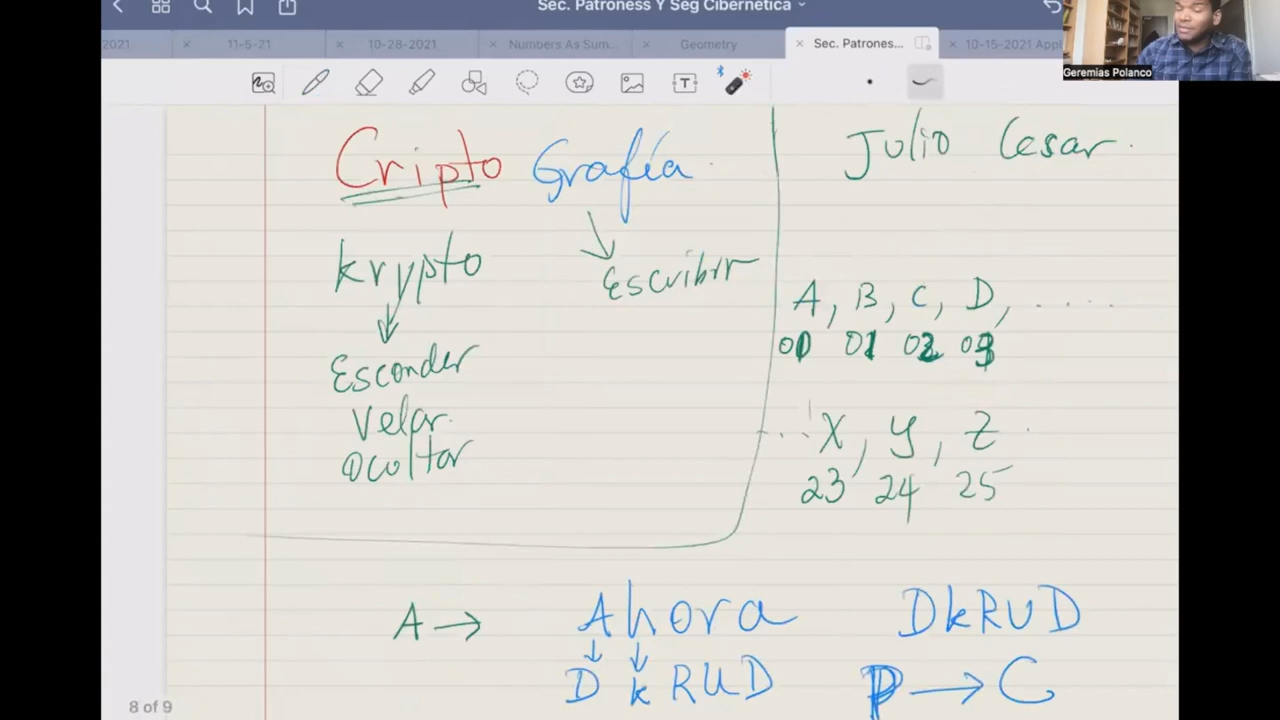 Sec. Patroness Y Seg Cibernetica
2021
11-5-21
10-28-2021
Numbers As Sum...
Geometry
Sec. Patrones...
10-15-2021 Appl
Geremias Polanco
Cripto Grafía
krypto
Escribir
Esconder
Velar
Ocultar
Julio Cesar
A, B, C, D, ....
00 01 02 03
...X, Y, Z
23 24 25
A → Ahora DkRUD
DkRUD P → C
8 of 9